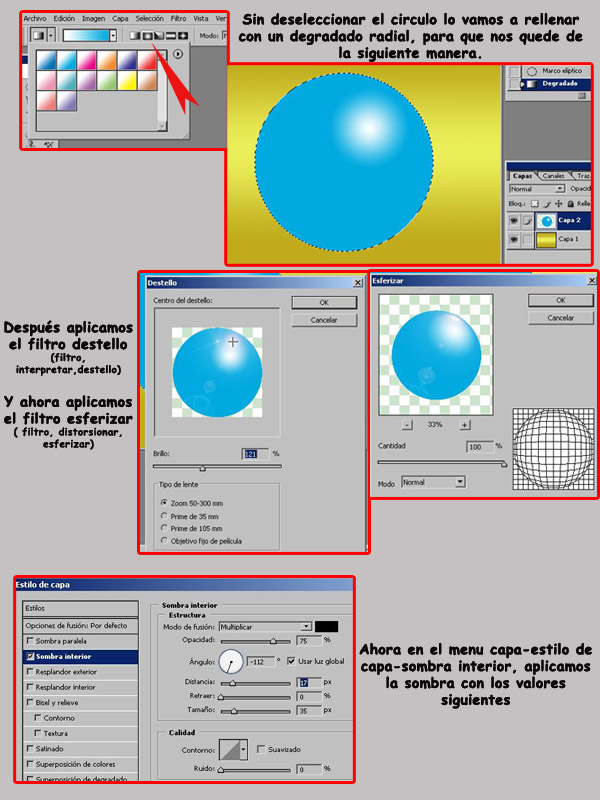 Archivo Edición Imagen Capa Selección Filtro Vista Ver
Modo:
Sin deseleccionar el circulo lo vamos a rellenar
con un degradado radial, para que nos quede de
la siguiente manera.
Marco elíptico
Degradado
Capas Canales Traz
Normal Opacid
Bloq.: Relle
Capa 2
Capa 1
Después aplicamos
el filtro destello
(filtro,
interpretar,destello)
Y ahora aplicamos
el filtro esferizar
( filtro, distorsionar,
esferizar)
Destello
Centro del destello:
OK
Cancelar
Brillo: 121 %
Tipo de lente
Zoom 50-300 mm
Prime de 35 mm
Prime de 105 mm
Objetivo fijo de película
Esferizar
OK
Cancelar
- 33% +
Cantidad 100 %
Modo Normal
Estilo de capa
Estilos
Opciones de fusión: Por defecto
Sombra paralela
Sombra interior
Resplandor exterior
Resplandor interior
Bisel y relieve
Contorno
Textura
Satinado
Superposición de colores
Superposición de degradado
Sombra interior
Estructura
Modo de fusión: Multiplicar
Opacidad: 75 %
Ángulo: -112 ° Usar luz global
Distancia: 17 px
Retraer: 0 %
Tamaño: 35 px
Calidad
Contorno: Suavizado
Ruido: 0 %
Ahora en el menu capa-estilo de
capa-sombra interior, aplicamos
la sombra con los valores
siguientes